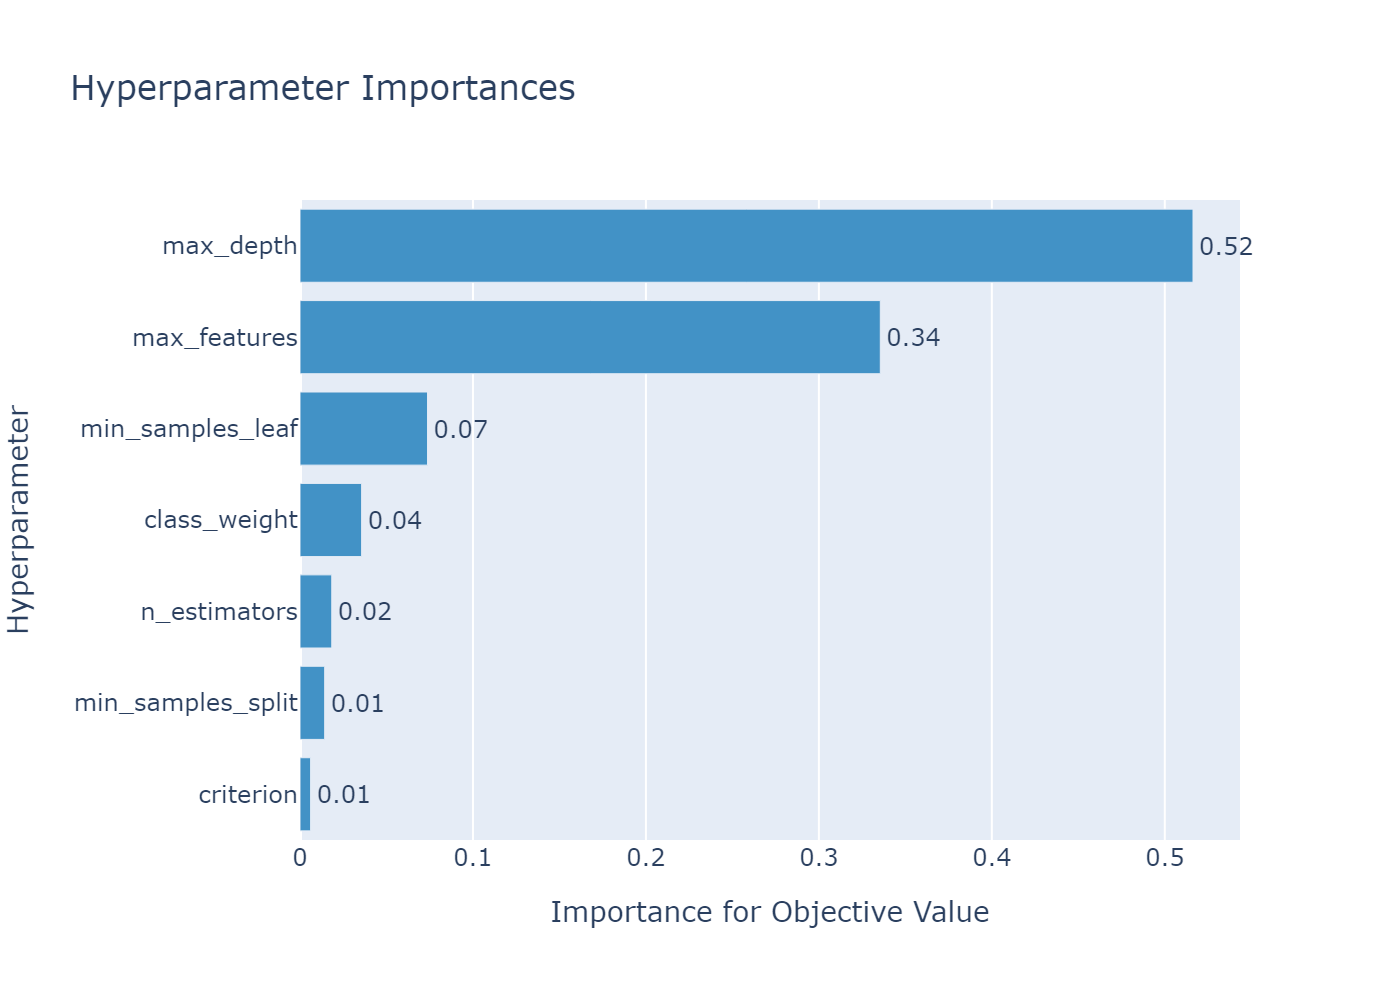 Hyperparameter Importances
Hyperparameter
max_depth 0.52
max_features 0.34
min_samples_leaf 0.07
class_weight 0.04
n_estimators 0.02
min_samples_split 0.01
criterion 0.01
0 0.1 0.2 0.3 0.4 0.5
Importance for Objective Value